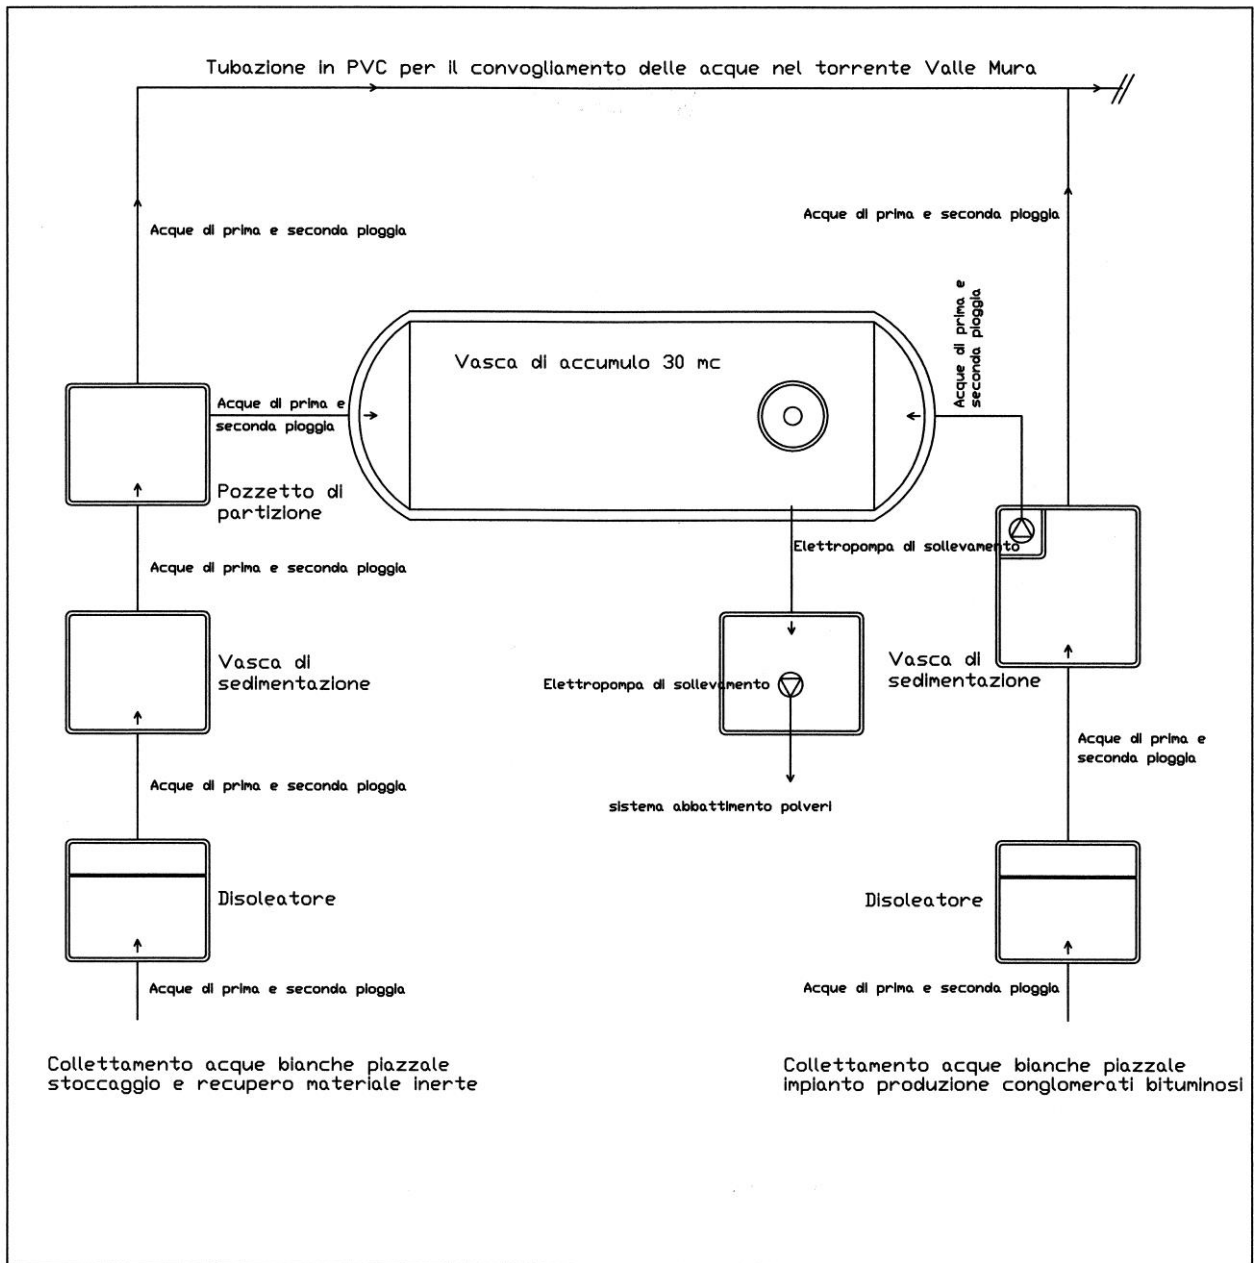 Tubazione in PVC per il convogliamento delle acque nel torrente Valle Mura
Acque di prima e seconda pioggia
Acque di prima e seconda pioggia
Acque di prima e
seconda pioggia
Vasca di accumulo 30 mc
Acque di prima e
seconda pioggia
Pozzetto di
partizione
Elettropompa di sollevamento
Acque di prima e seconda pioggia
Vasca di
sedimentazione
Elettropompa di sollevamento
Vasca di
sedimentazione
Acque di prima e
seconda pioggia
Acque di prima e seconda pioggia
sistema abbattimento polveri
Disoleatore
Disoleatore
Acque di prima e seconda pioggia
Acque di prima e seconda pioggia
Collettamento acque bianche piazzale
stoccaggio e recupero materiale inerte
Collettamento acque bianche piazzale
impianto produzione conglomerati bituminosi